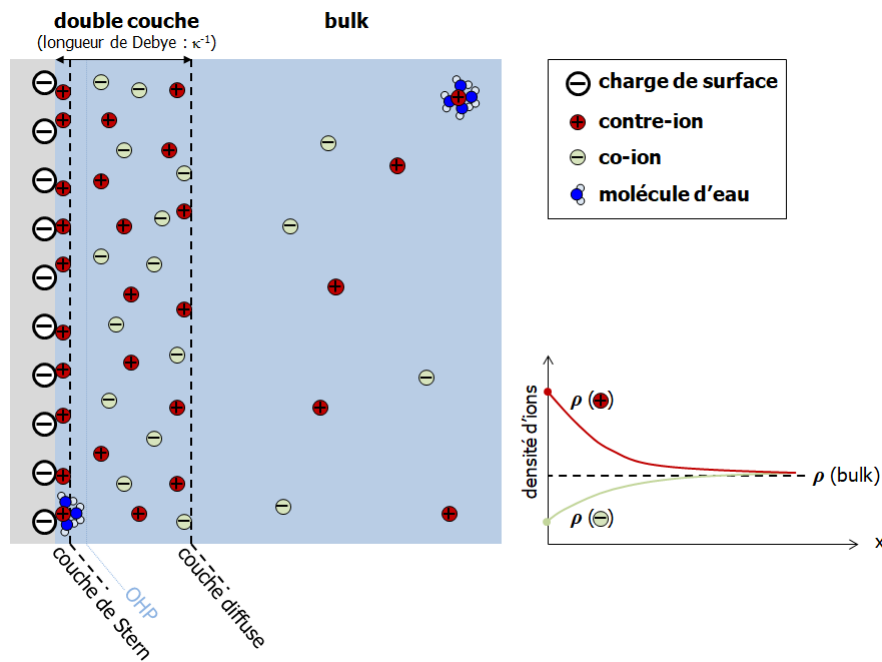 double couche
(longueur de Debye : κ⁻¹)
bulk
charge de surface
contre-ion
co-ion
molécule d'eau
couche de Stern
OHP
couche diffuse
densité d'ions
ρ (+)
ρ (bulk)
ρ (−)
x